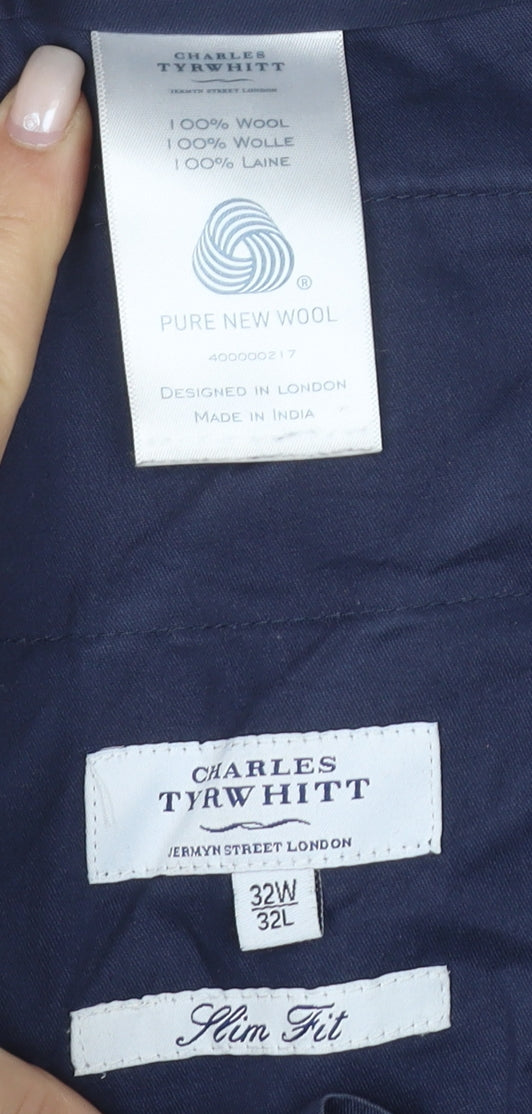 CHARLES
TYRWHITT
JERMYN STREET LONDON
100% WOOL
100% WOLLE
100% LAINE
®
PURE NEW WOOL
400000217
DESIGNED IN LONDON
MADE IN INDIA
CHARLES
TYRWHITT
JERMYN STREET LONDON
32W
32L
Slim Fit